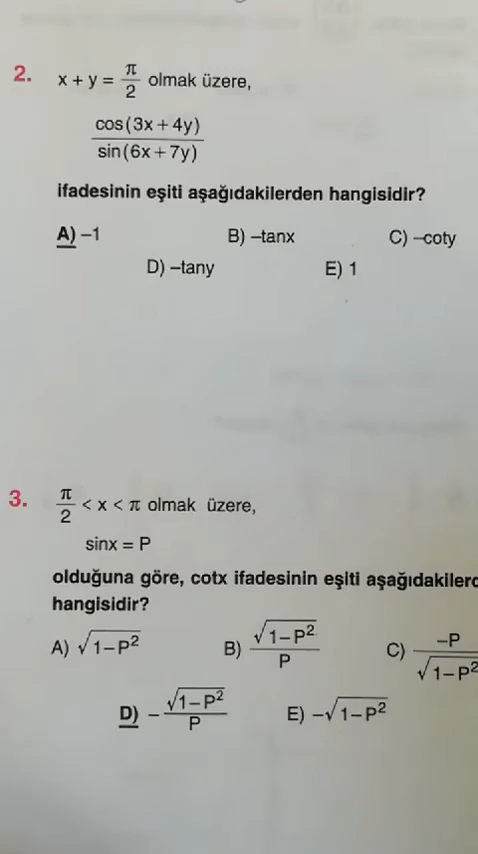 2. x + y = π/2 olmak üzere,
cos(3x + 4y)
sin(6x + 7y)
ifadesinin eşiti aşağıdakilerden hangisidir?
A) –1 B) –tanx C) –coty
D) –tany E) 1
3. π/2 < x < π olmak üzere,
sinx = P
olduğuna göre, cotx ifadesinin eşiti aşağıdakilerd
hangisidir?
A) √1–P² B) √1–P²/P C) –P/√1–P²
D) –√1–P²/P E) –√1–P²